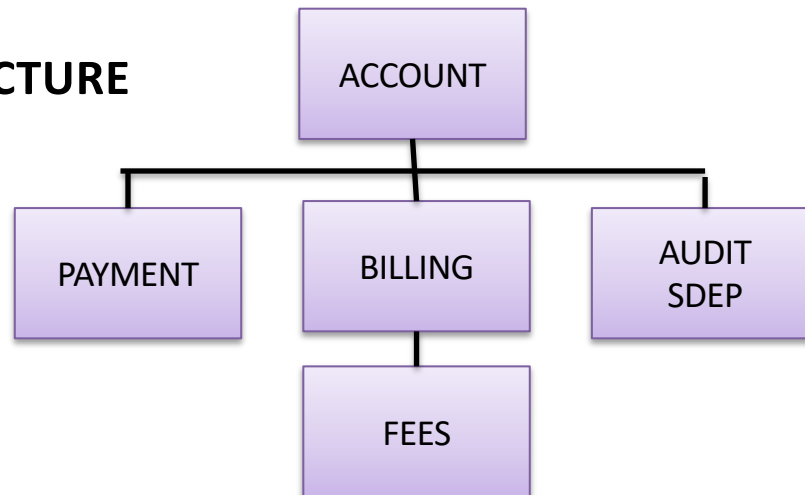 CTURE
ACCOUNT
PAYMENT
BILLING
AUDIT
SDEP
FEES